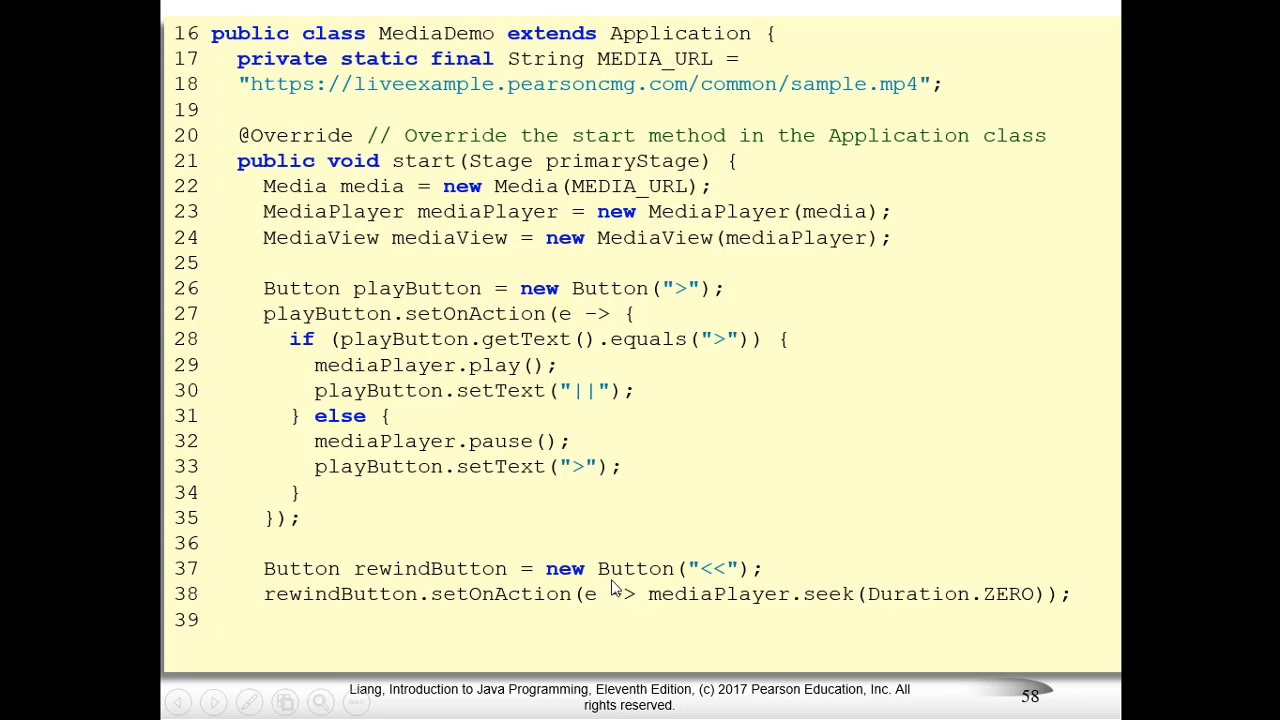 16 public class MediaDemo extends Application {
17   private static final String MEDIA_URL =
18   "https://liveexample.pearsoncmg.com/common/sample.mp4";
19
20   @Override // Override the start method in the Application class
21   public void start(Stage primaryStage) {
22     Media media = new Media(MEDIA_URL);
23     MediaPlayer mediaPlayer = new MediaPlayer(media);
24     MediaView mediaView = new MediaView(mediaPlayer);
25
26     Button playButton = new Button(">");
27     playButton.setOnAction(e -> {
28       if (playButton.getText().equals(">")) {
29         mediaPlayer.play();
30         playButton.setText("||");
31       } else {
32         mediaPlayer.pause();
33         playButton.setText(">");
34       }
35     });
36
37     Button rewindButton = new Button("<<");
38     rewindButton.setOnAction(e -> mediaPlayer.seek(Duration.ZERO));
39
Liang, Introduction to Java Programming, Eleventh Edition, (c) 2017 Pearson Education, Inc. All
rights reserved.
58